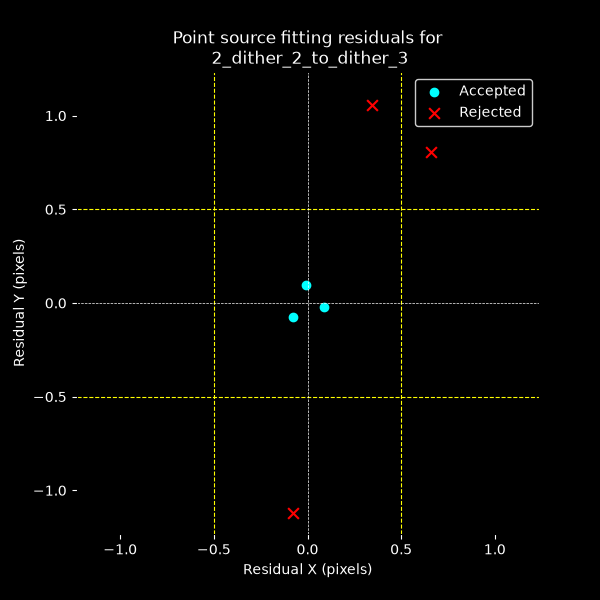 Point source fitting residuals for
2_dither_2_to_dither_3
Accepted
Rejected
Residual Y (pixels)
1.0
0.5
0.0
−0.5
−1.0
−1.0 −0.5 0.0 0.5 1.0
Residual X (pixels)